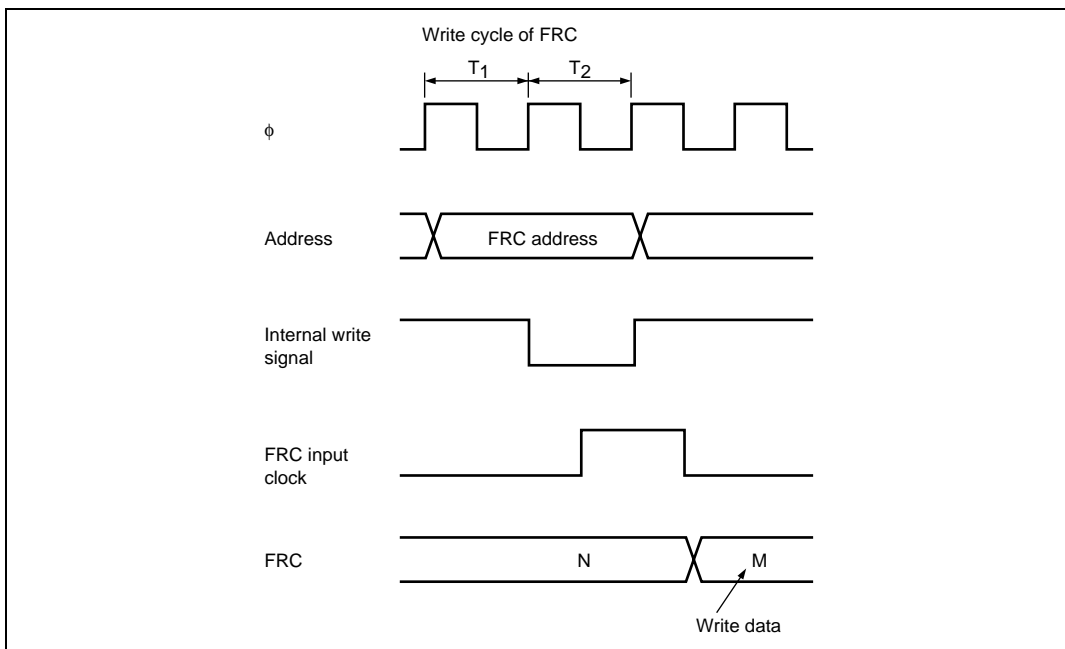 Write cycle of FRC
T1 T2
ϕ
Address
FRC address
Internal write
signal
FRC input
clock
FRC
N
M
Write data